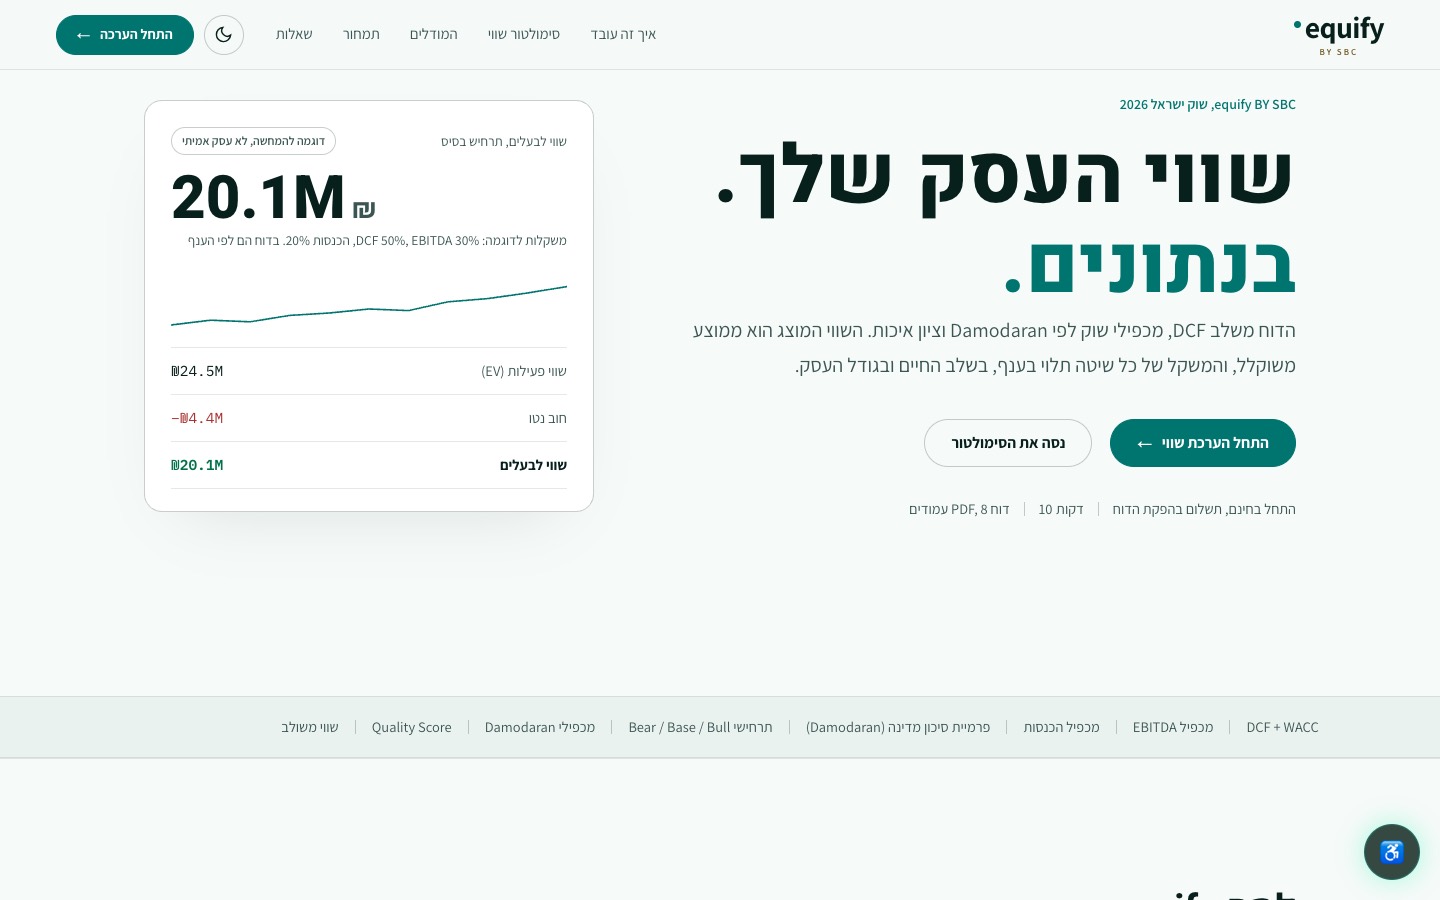 equify
BY SBC
איך זה עובד
סימולטור שווי
המודלים
תמחור
שאלות
התחל הערכה ←
equify BY SBC, שוק ישראל 2026
שווי העסק שלך.
בנתונים.
הדוח משלב DCF, מכפילי שוק לפי Damodaran וציון איכות. השווי המוצג הוא ממוצע
משוקלל, והמשקל של כל שיטה תלוי בענף, בשלב החיים ובגודל העסק.
התחל הערכת שווי ←
נסה את הסימולטור
התחל בחינם, תשלום בהפקת הדוח
10 דקות
דוח PDF, 8 עמודים
שווי לבעלים, תרחיש בסיס
דוגמה להמחשה, לא עסק אמיתי
20.1M ₪
משקלות לדוגמה: DCF 50%, EBITDA 30%, הכנסות 20%. בדוח הם לפי הענף
שווי פעילות (EV)
₪24.5M
חוב נטו
−₪4.4M
שווי לבעלים
₪20.1M
DCF + WACC
מכפיל EBITDA
מכפיל הכנסות
פרמיית סיכון מדינה (Damodaran)
תרחישי Bear / Base / Bull
מכפילי Damodaran
Quality Score
שווי משולב